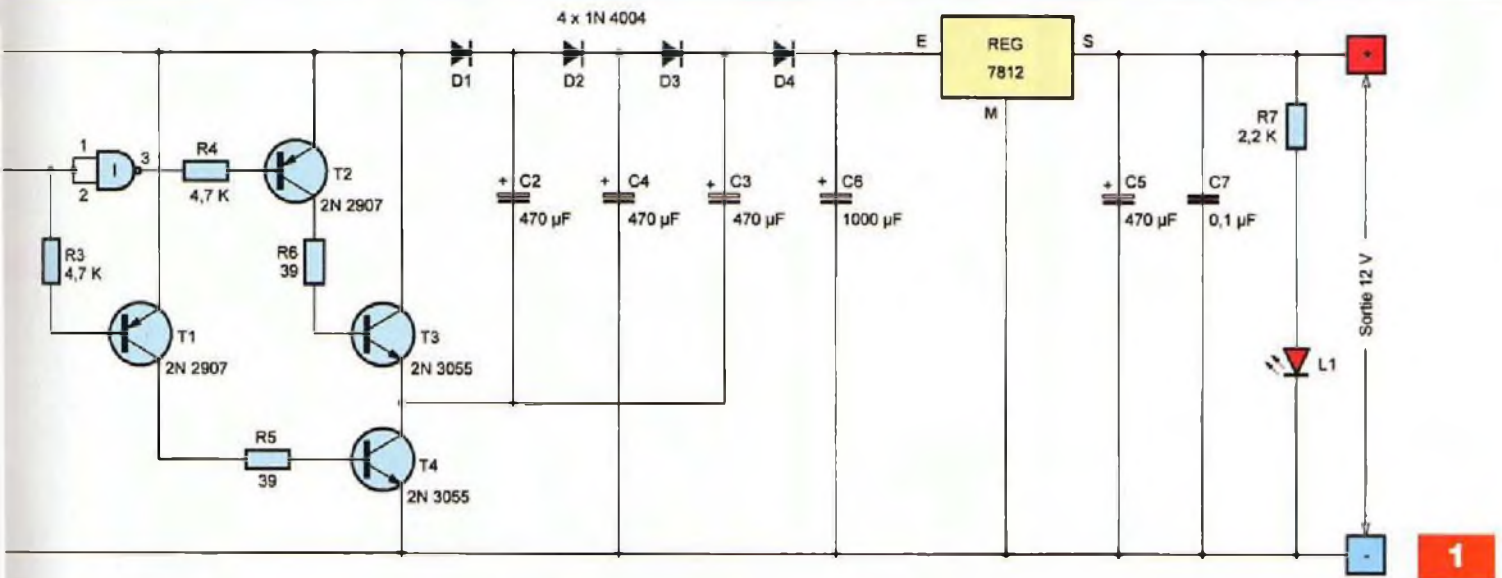 4 x 1N 4004
D1
D2
D3
D4
E
REG
7812
S
M
+
1
2
I
3
R4
4,7 K
T2
2N 2907
R3
4,7 K
R6
39
T1
2N 2907
T3
2N 3055
R5
39
T4
2N 3055
+ C2
470 µF
+ C4
470 µF
+ C3
470 µF
+ C6
1000 µF
+ C5
470 µF
C7
0,1 µF
R7
2,2 K
L1
Sortie 12 V
-
1